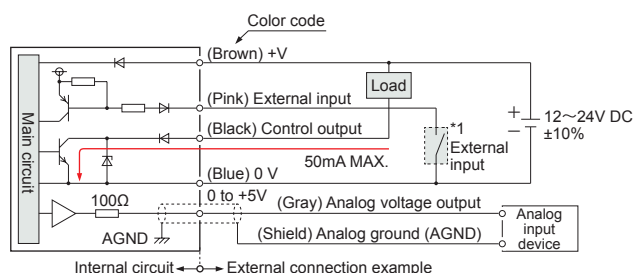 Color code
(Brown) +V
Load
(Pink) External input
Main circuit
(Black) Control output
*1
External
input
12～24V DC
±10%
+
−
50mA MAX.
(Blue) 0 V
0 to +5V
100Ω
(Gray) Analog voltage output
Analog
input
device
AGND
(Shield) Analog ground (AGND)
Internal circuit
External connection example